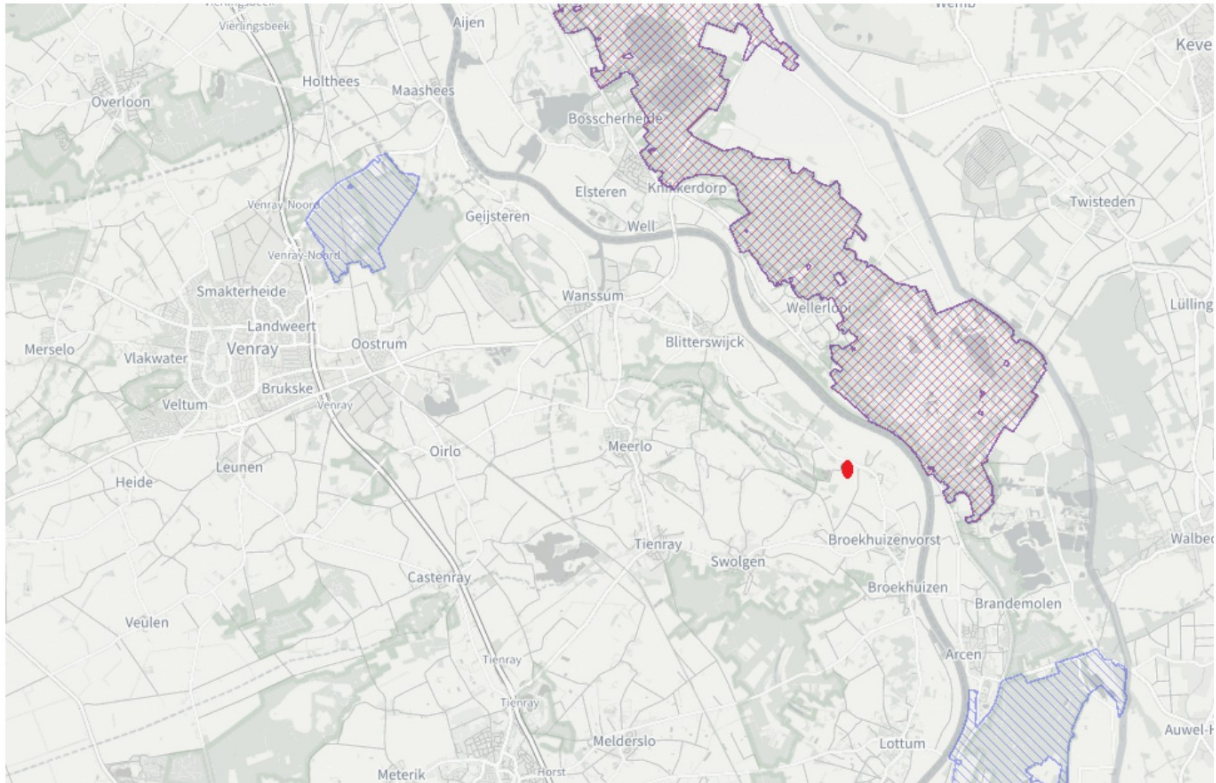 Vierlingsbeek
Wemb
Vierlingsbeek
Aijen
Keve
Holthees
Maashees
Overloon
Bosscherheide
Elsteren
Knikkerdorp
Twisteden
Venray-Noord
Geijsteren
Well
Venray-Noord
Smakterheide
Wanssum
Wellerlooi
Lülling
Landweert
Merselo
Vlakwater
Venray
Oostrum
Blitterswijck
Brukske
Veltum
Venray
Oirlo
Meerlo
Leunen
Heide
Tienray
Broekhuizenvorst
Walbec
Swolgen
Castenray
Broekhuizen
Brandemolen
Veulen
Tienray
Arcen
Tienray
Auwel-H
Melderslo
Lottum
Meterik
Horst